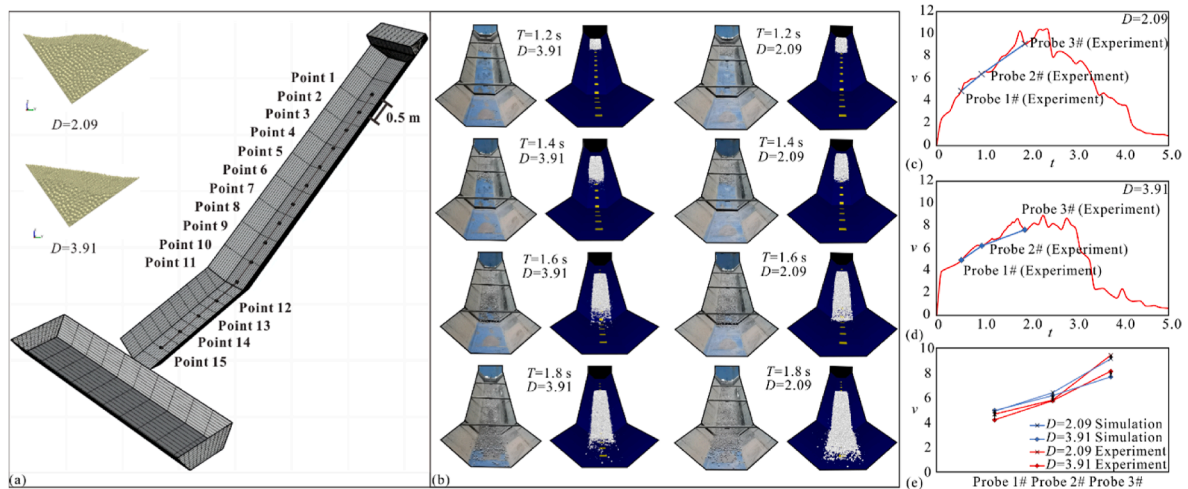 D=2.09
D=3.91
Point 1
Point 2
Point 3
Point 4
Point 5
Point 6
Point 7
Point 8
Point 9
Point 10
Point 11
Point 12
Point 13
Point 14
Point 15
0.5 m
(a)
T=1.2 s
D=3.91
T=1.2 s
D=2.09
T=1.4 s
D=3.91
T=1.4 s
D=2.09
T=1.6 s
D=3.91
T=1.6 s
D=2.09
T=1.8 s
D=3.91
T=1.8 s
D=2.09
(b)
12
10
8
6
4
2
0
v
D=2.09
Probe 3# (Experiment)
Probe 2# (Experiment)
Probe 1# (Experiment)
0 1.0 2.0 3.0 4.0 5.0
t
(c)
12
10
8
6
4
2
0
v
D=3.91
Probe 3# (Experiment)
Probe 2# (Experiment)
Probe 1# (Experiment)
0 1.0 2.0 3.0 4.0 5.0
t
(d)
10
8
6
4
2
0
v
D=2.09 Simulation
D=3.91 Simulation
D=2.09 Experiment
D=3.91 Experiment
Probe 1# Probe 2# Probe 3#
(e)